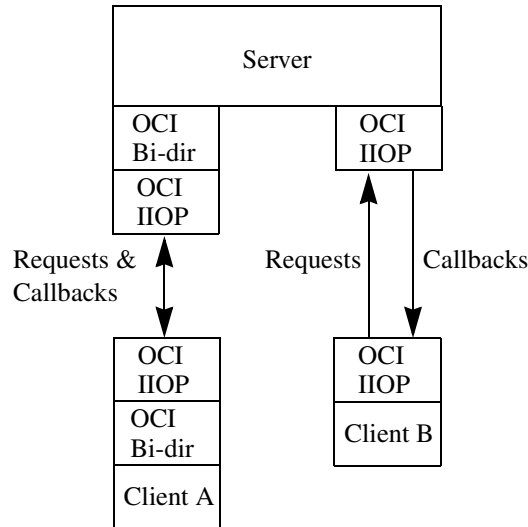 Server
OCI
Bi-dir
OCI
IIOP
OCI
IIOP
Requests &
Callbacks
Requests
Callbacks
OCI
IIOP
OCI
Bi-dir
Client A
OCI
IIOP
Client B